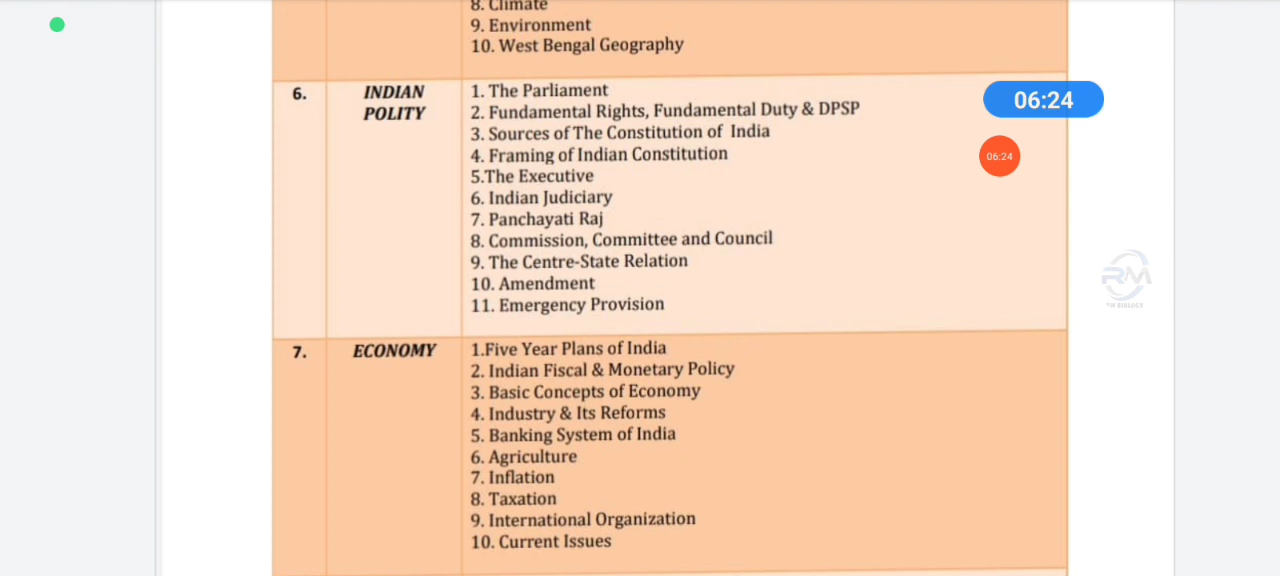 8. Climate
9. Environment
10. West Bengal Geography
6.
INDIAN
POLITY
1. The Parliament
2. Fundamental Rights, Fundamental Duty & DPSP
3. Sources of The Constitution of India
4. Framing of Indian Constitution
5.The Executive
6. Indian Judiciary
7. Panchayati Raj
8. Commission, Committee and Council
9. The Centre-State Relation
10. Amendment
11. Emergency Provision
7.
ECONOMY
1.Five Year Plans of India
2. Indian Fiscal & Monetary Policy
3. Basic Concepts of Economy
4. Industry & Its Reforms
5. Banking System of India
6. Agriculture
7. Inflation
8. Taxation
9. International Organization
10. Current Issues
06:24
06:24
RM